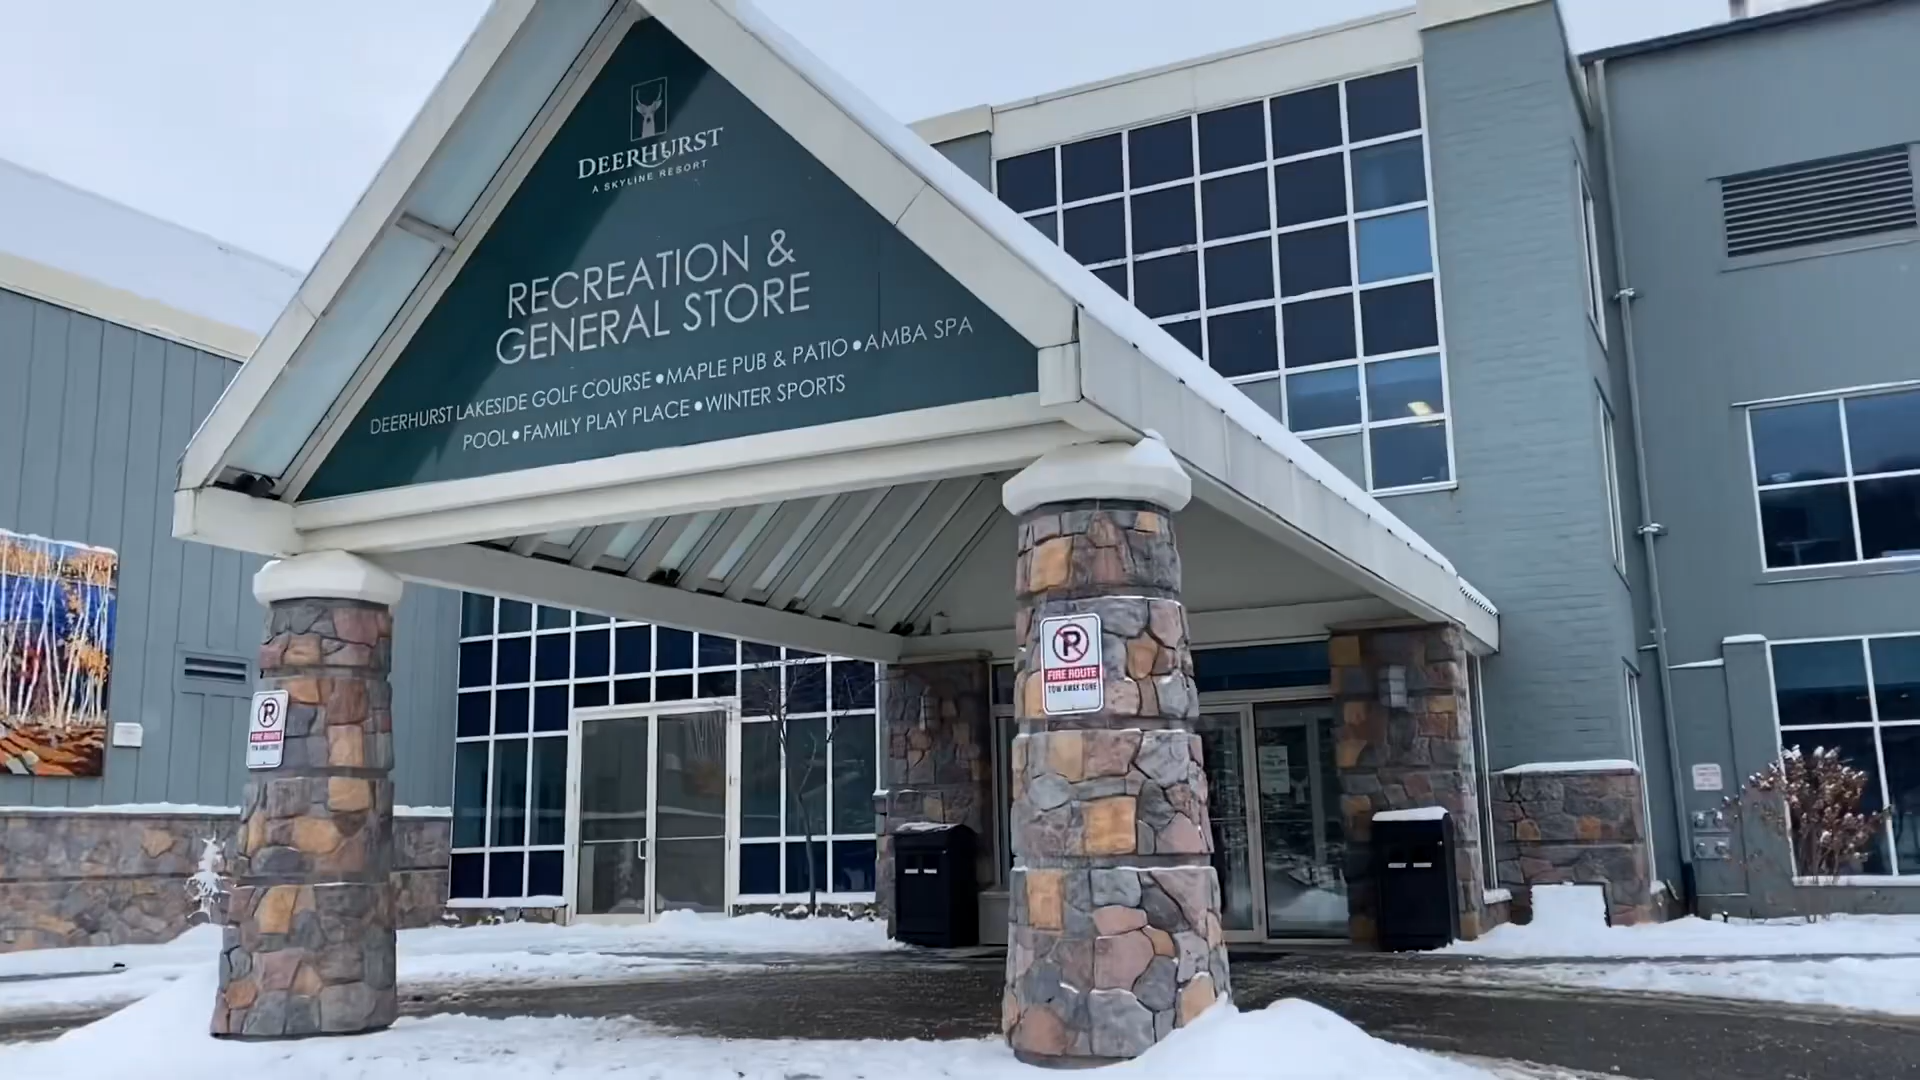 DEERHURST
A SKYLINE RESORT
RECREATION &
GENERAL STORE
DEERHURST LAKESIDE GOLF COURSE • MAPLE PUB & PATIO • AMBA SPA
POOL • FAMILY PLAY PLACE • WINTER SPORTS
P
FIRE ROUTE
TOW AWAY ZONE
P
FIRE ROUTE
TOW AWAY ZONE